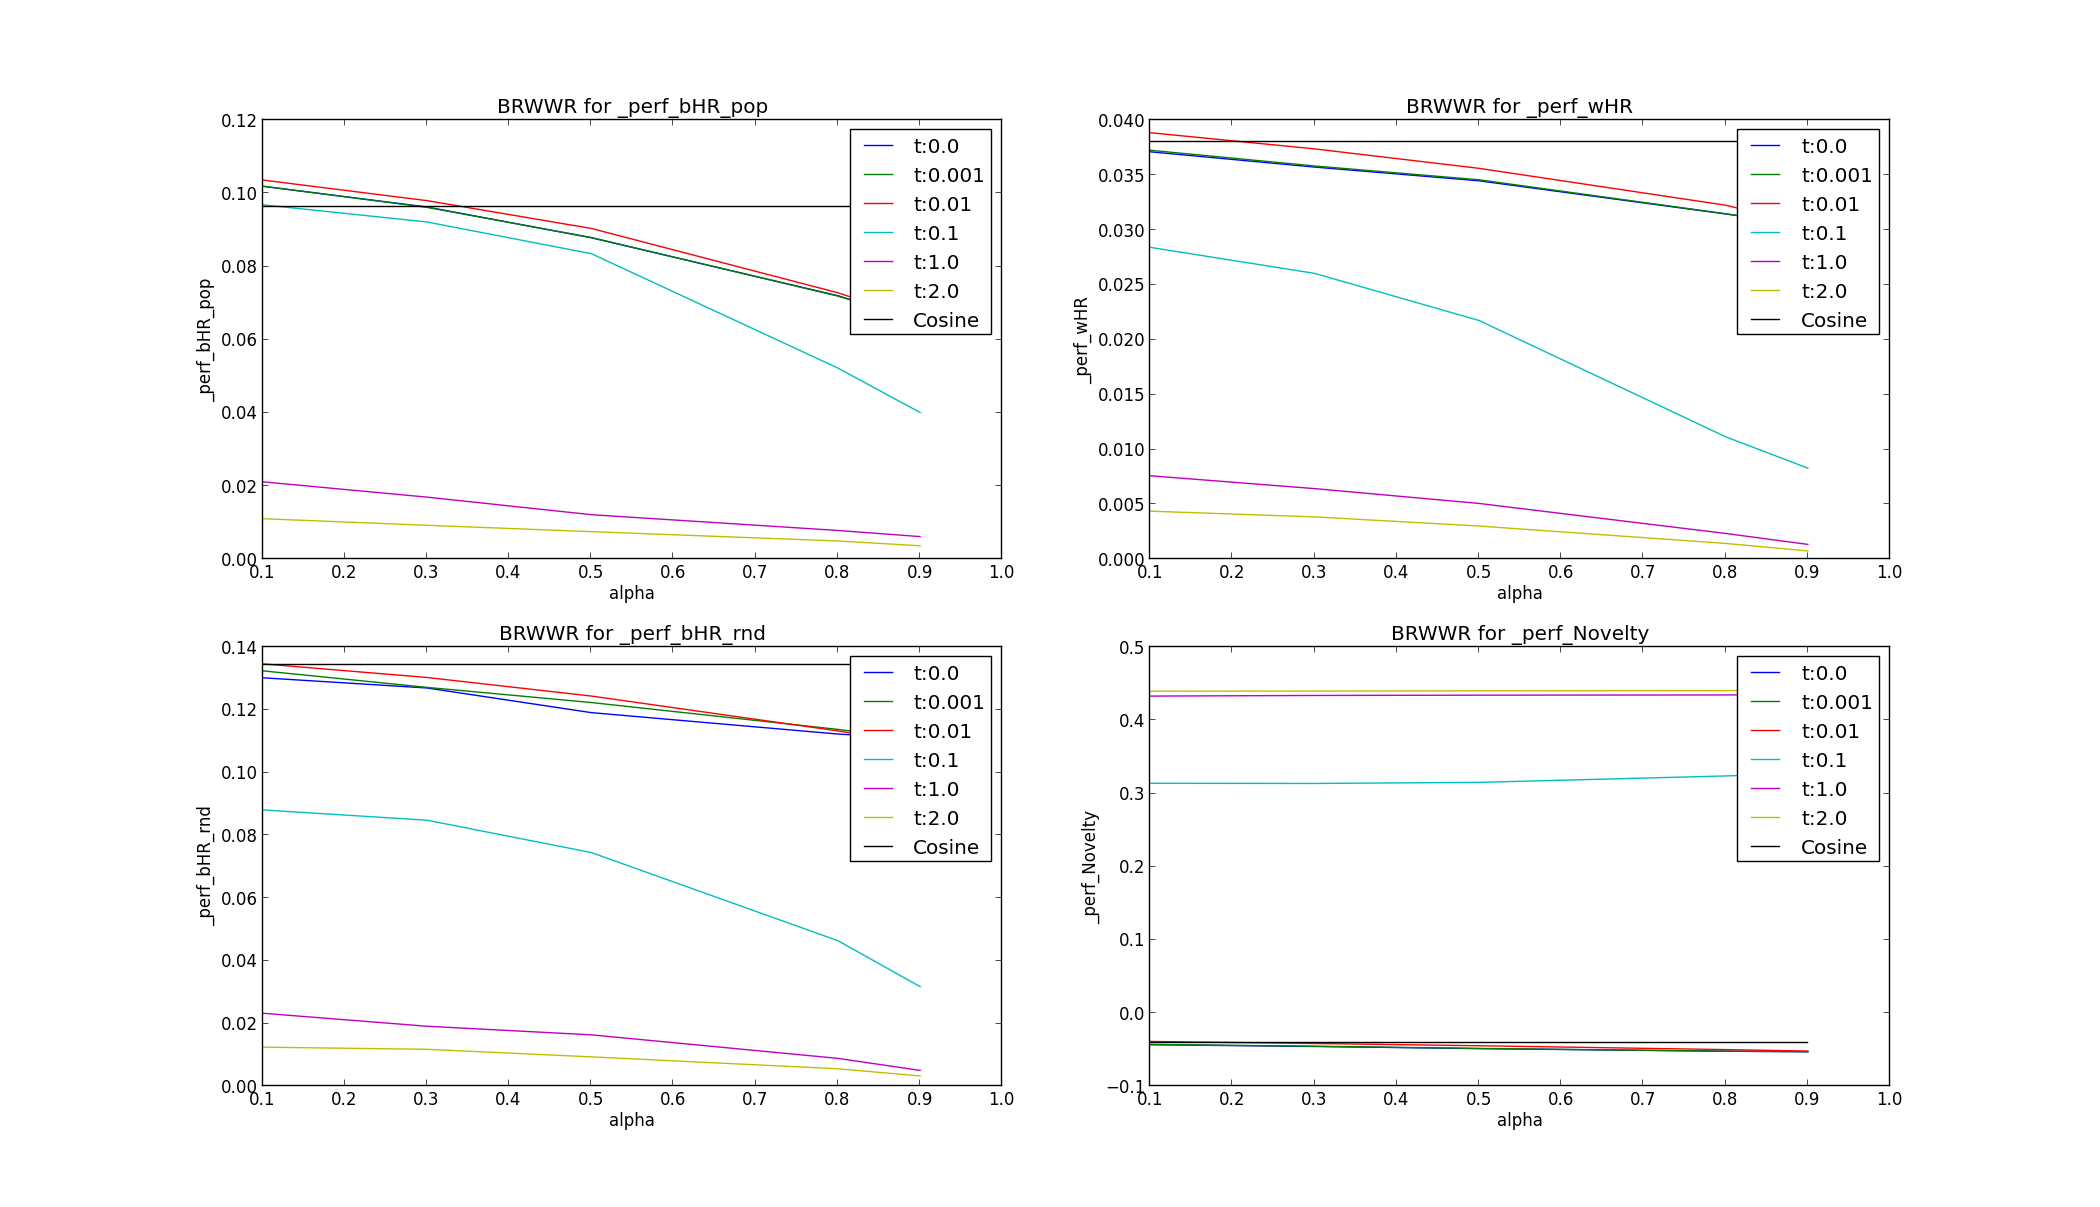 BRWWR for _perf_bHR_pop
0.12
0.10
0.08
0.06
0.04
0.02
0.00
_perf_bHR_pop
t:0.0
t:0.001
t:0.01
t:0.1
t:1.0
t:2.0
Cosine
0.1 0.2 0.3 0.4 0.5 0.6 0.7 0.8 0.9 1.0
alpha
BRWWR for _perf_wHR
0.040
0.035
0.030
0.025
0.020
0.015
0.010
0.005
0.000
_perf_wHR
t:0.0
t:0.001
t:0.01
t:0.1
t:1.0
t:2.0
Cosine
0.1 0.2 0.3 0.4 0.5 0.6 0.7 0.8 0.9 1.0
alpha
BRWWR for _perf_bHR_rnd
0.14
0.12
0.10
0.08
0.06
0.04
0.02
0.00
_perf_bHR_rnd
t:0.0
t:0.001
t:0.01
t:0.1
t:1.0
t:2.0
Cosine
0.1 0.2 0.3 0.4 0.5 0.6 0.7 0.8 0.9 1.0
alpha
BRWWR for _perf_Novelty
0.5
0.4
0.3
0.2
0.1
0.0
−0.1
_perf_Novelty
t:0.0
t:0.001
t:0.01
t:0.1
t:1.0
t:2.0
Cosine
0.1 0.2 0.3 0.4 0.5 0.6 0.7 0.8 0.9 1.0
alpha